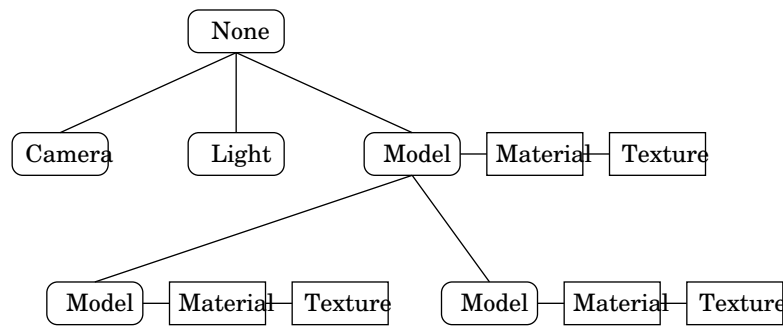 None
Camera Light Model Material Texture
Model Material Texture Model Material Texture